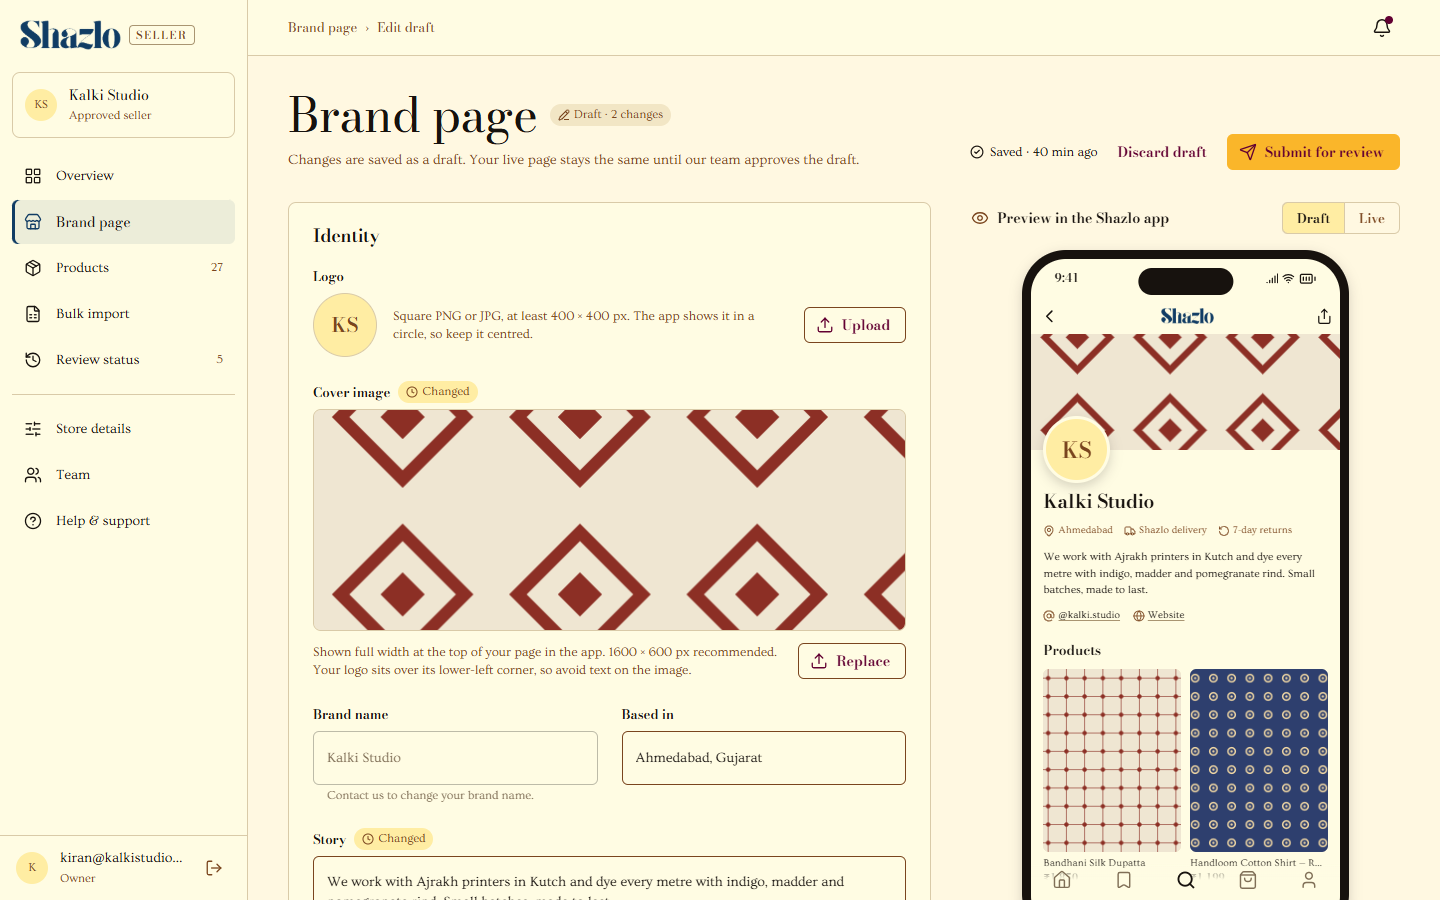 Shazlo SELLER
KS
Kalki Studio
Approved seller
Overview
Brand page
Products 27
Bulk import
Review status 5
Store details
Team
Help & support
K
kiran@kalkistudio...
Owner
Brand page › Edit draft
Brand page
Draft · 2 changes
Changes are saved as a draft. Your live page stays the same until our team approves the draft.
Saved · 40 min ago
Discard draft
Submit for review
Identity
Logo
KS
Square PNG or JPG, at least 400 × 400 px. The app shows it in a
circle, so keep it centred.
Upload
Cover image
Changed
Shown full width at the top of your page in the app. 1600 × 600 px recommended.
Your logo sits over its lower-left corner, so avoid text on the image.
Replace
Brand name
Kalki Studio
Contact us to change your brand name.
Based in
Ahmedabad, Gujarat
Story
Changed
We work with Ajrakh printers in Kutch and dye every metre with indigo, madder and
Preview in the Shazlo app
Draft
Live
9:41
Shazlo
KS
Kalki Studio
Ahmedabad
Shazlo delivery
7-day returns
We work with Ajrakh printers in Kutch and dye every
metre with indigo, madder and pomegranate rind. Small
batches, made to last.
@kalki.studio
Website
Products
Bandhani Silk Dupatta
Handloom Cotton Shirt — R...